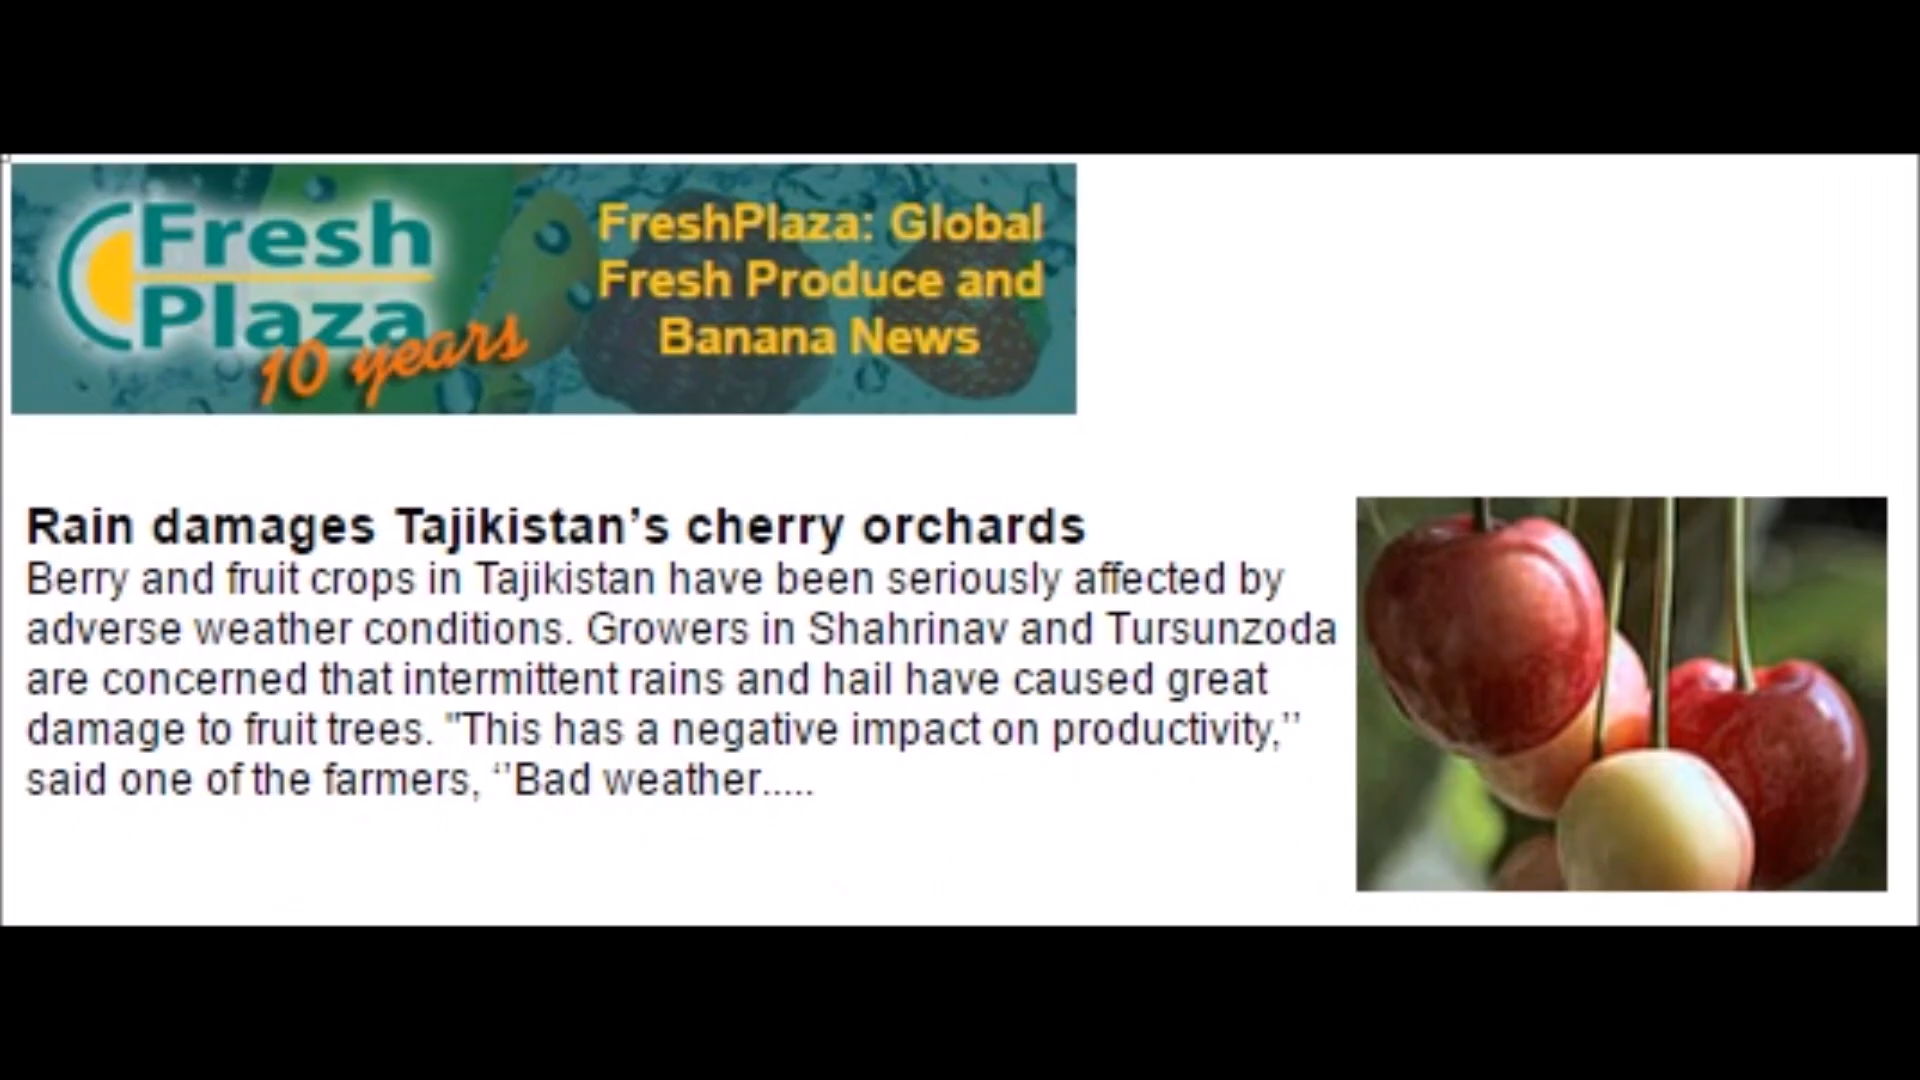 Fresh
Plaza
10 years
FreshPlaza: Global
Fresh Produce and
Banana News
Rain damages Tajikistan’s cherry orchards
Berry and fruit crops in Tajikistan have been seriously affected by
adverse weather conditions. Growers in Shahrinav and Tursunzoda
are concerned that intermittent rains and hail have caused great
damage to fruit trees. "This has a negative impact on productivity,’’
said one of the farmers, ‘’Bad weather.....